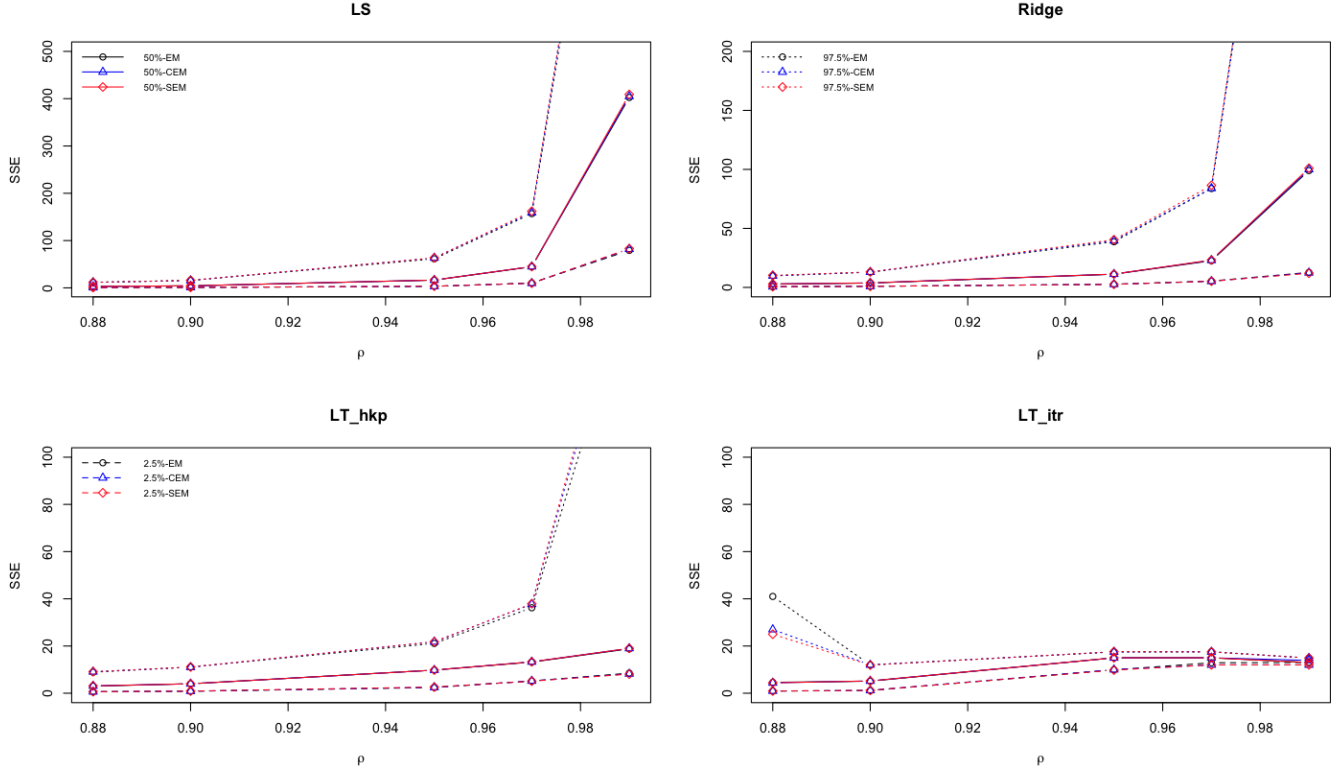 LS
500
400
300
200
100
0
SSE
50%-EM
50%-CEM
50%-SEM
0.88 0.90 0.92 0.94 0.96 0.98
ρ
Ridge
200
150
100
50
0
SSE
97.5%-EM
97.5%-CEM
97.5%-SEM
0.88 0.90 0.92 0.94 0.96 0.98
ρ
LT_hkp
100
80
60
40
20
0
SSE
2.5%-EM
2.5%-CEM
2.5%-SEM
0.88 0.90 0.92 0.94 0.96 0.98
ρ
LT_itr
100
80
60
40
20
0
SSE
0.88 0.90 0.92 0.94 0.96 0.98
ρ